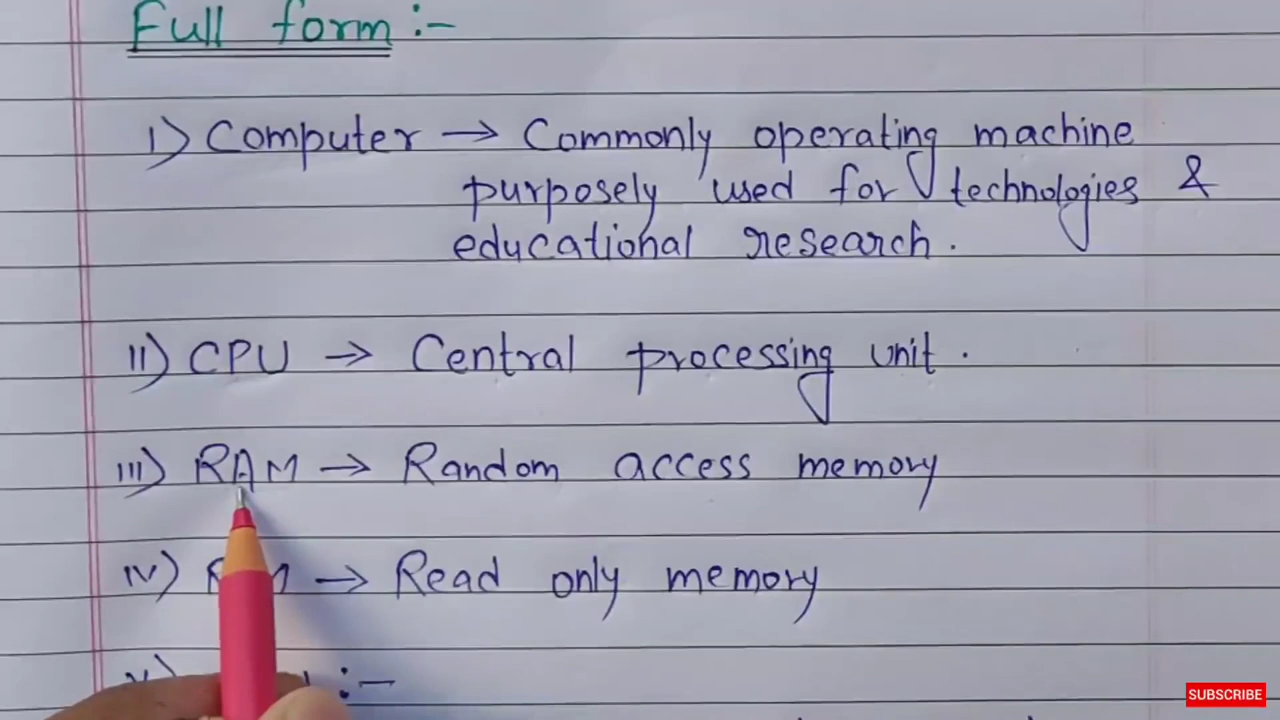 Full form :-
I) Computer → Commonly operating machine
purposely used for technologies &
educational research.
II) CPU → Central processing unit.
III) RAM → Random access memory
IV) → Read only memory
V) :-
SUBSCRIBE